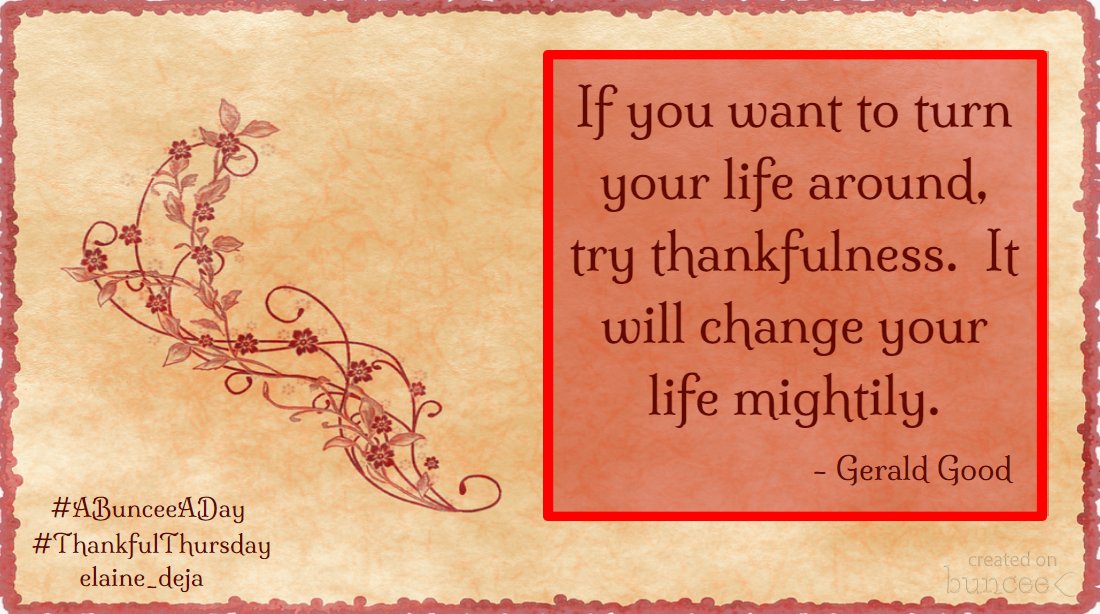 If you want to turn
your life around,
try thankfulness.  It
will change your
life mightily.
- Gerald Good
#ABunceeADay
#ThankfulThursday
elaine_deja
created on
buncee